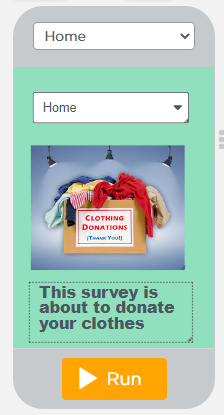 Home
Home
CLOTHING
DONATIONS
(THANK YOU!)
This survey is
about to donate
your clothes
Run